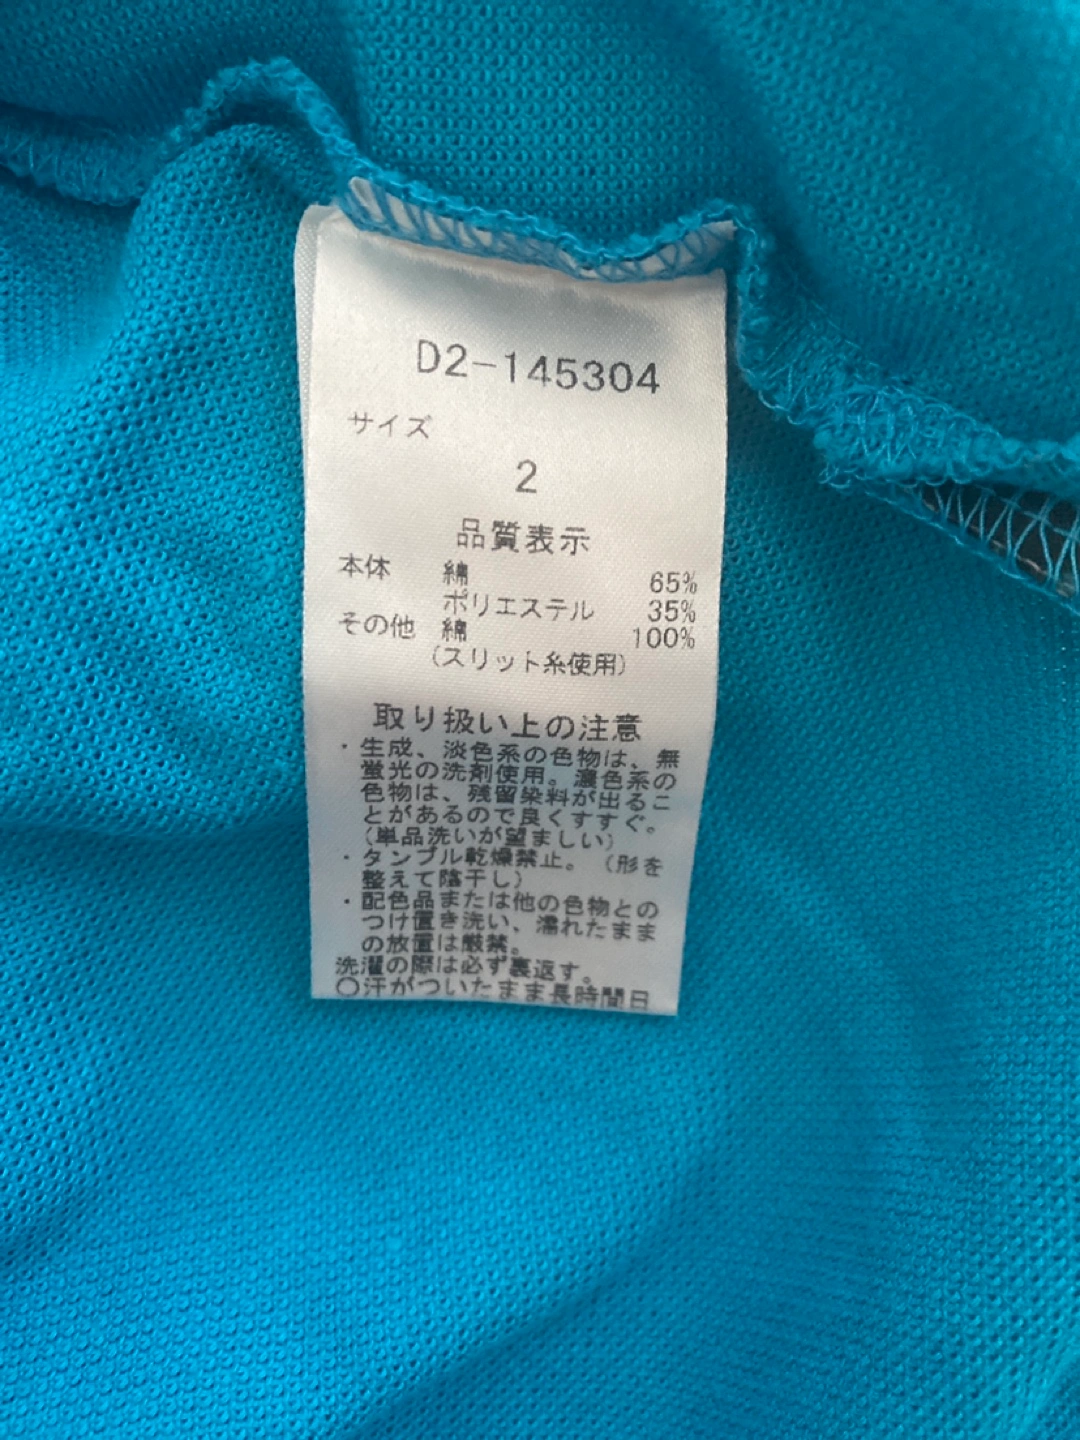 D2-145304
サイズ
2
品質表示
本体 綿 65%
ポリエステル 35%
その他 綿 100%
(スリット糸使用)
取り扱い上の注意
・生成、淡色系の色物は、無
蛍光の洗剤使用。濃色系の
色物は、残留染料が出るこ
とがあるので良くすすぐ。
(単品洗いが望ましい)
・タンブル乾燥禁止。(形を
整えて陰干し)
・配色品または他の色物との
つけ置き洗い、濡れたまま
の放置は厳禁。
洗濯の際は必ず裏返す。
〇汗がついたまま長時間日